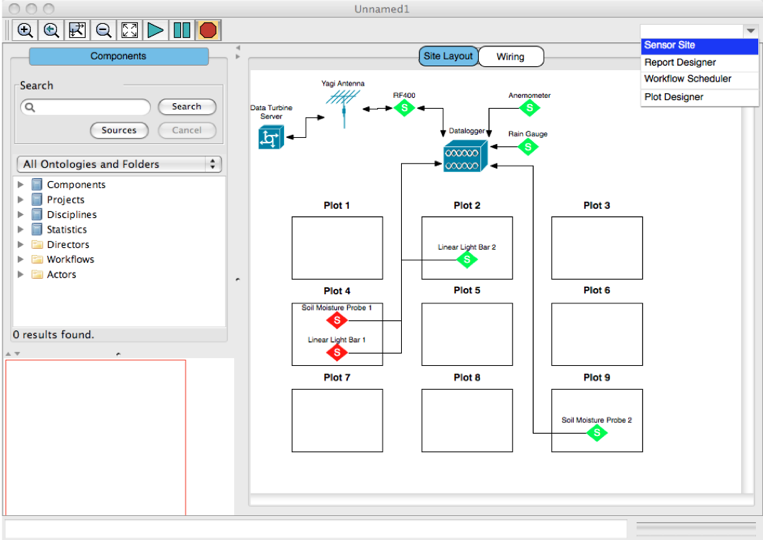 Unnamed1
Components
Search
Search
Sources
Cancel
All Ontologies and Folders
Components
Projects
Disciplines
Statistics
Directors
Workflows
Actors
0 results found.
Site Layout
Wiring
Sensor Site
Report Designer
Workflow Scheduler
Plot Designer
Yagi Antenna
RF400
Anemometer
Data Turbine
Server
Datalogger
Rain Gauge
S
S
S
Plot 1
Plot 2
Plot 3
Linear Light Bar 2
S
Plot 4
Plot 5
Plot 6
Soil Moisture Probe 1
S
Linear Light Bar 1
S
Plot 7
Plot 8
Plot 9
Soil Moisture Probe 2
S